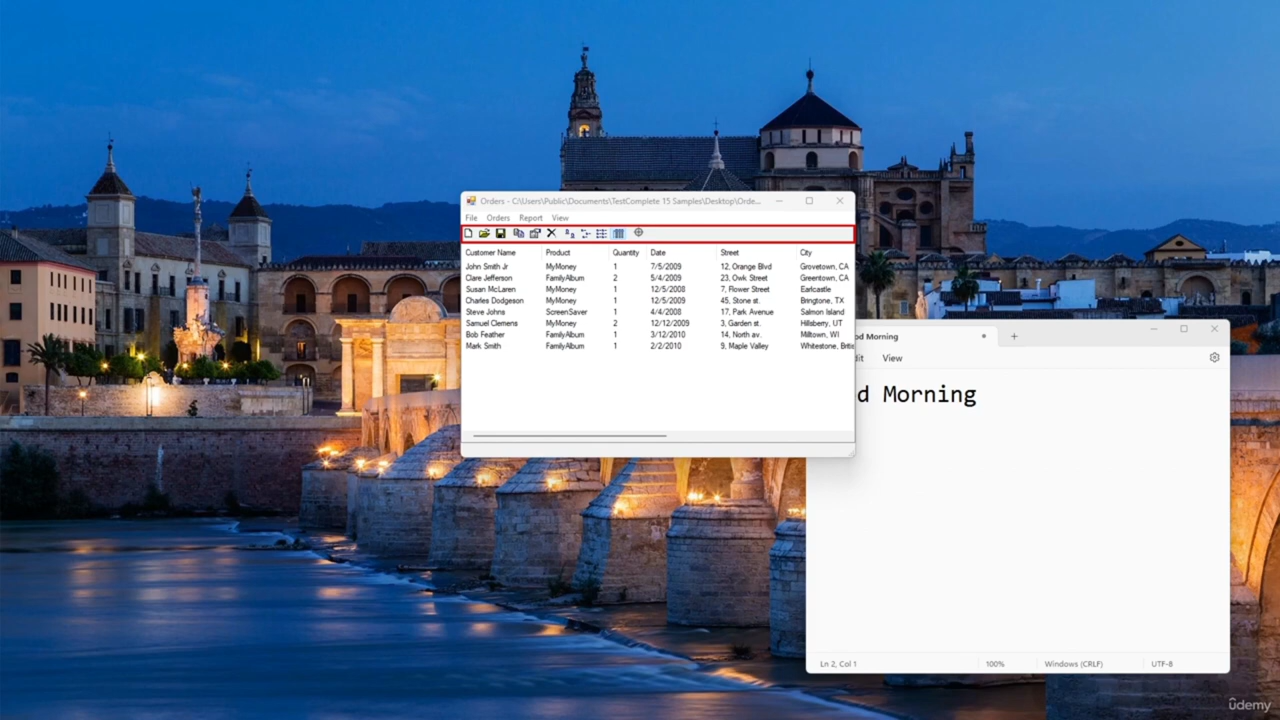 Orders - C:\Users\Public\Documents\TestComplete 15 Samples\Desktop\Orde...
File Orders Report View
Customer Name Product Quantity Date Street City
John Smith Jr MyMoney 1 7/5/2009 12, Orange Blvd Grovetown, CA
Clare Jefferson FamilyAlbum 2 5/4/2009 23, Owk Street Greentown, CA
Susan McLaren MyMoney 1 12/5/2008 7, Flower Street Earlcastle
Charles Dodgeson MyMoney 1 12/5/2009 45, Stone st. Bringtone, TX
Steve Johns ScreenSaver 1 4/4/2008 17, Park Avenue Salmon Island
Samuel Clemens MyMoney 2 12/12/2009 3, Garden st. Hillsberry, UT
Bob Feather FamilyAlbum 1 3/12/2010 14, North av. Milltown, WI
Mark Smith FamilyAlbum 1 2/2/2010 9, Maple Valley Whitestone, Britis
od Morning
dit View
d Morning
Ln 2, Col 1 100% Windows (CRLF) UTF-8
ûdemy